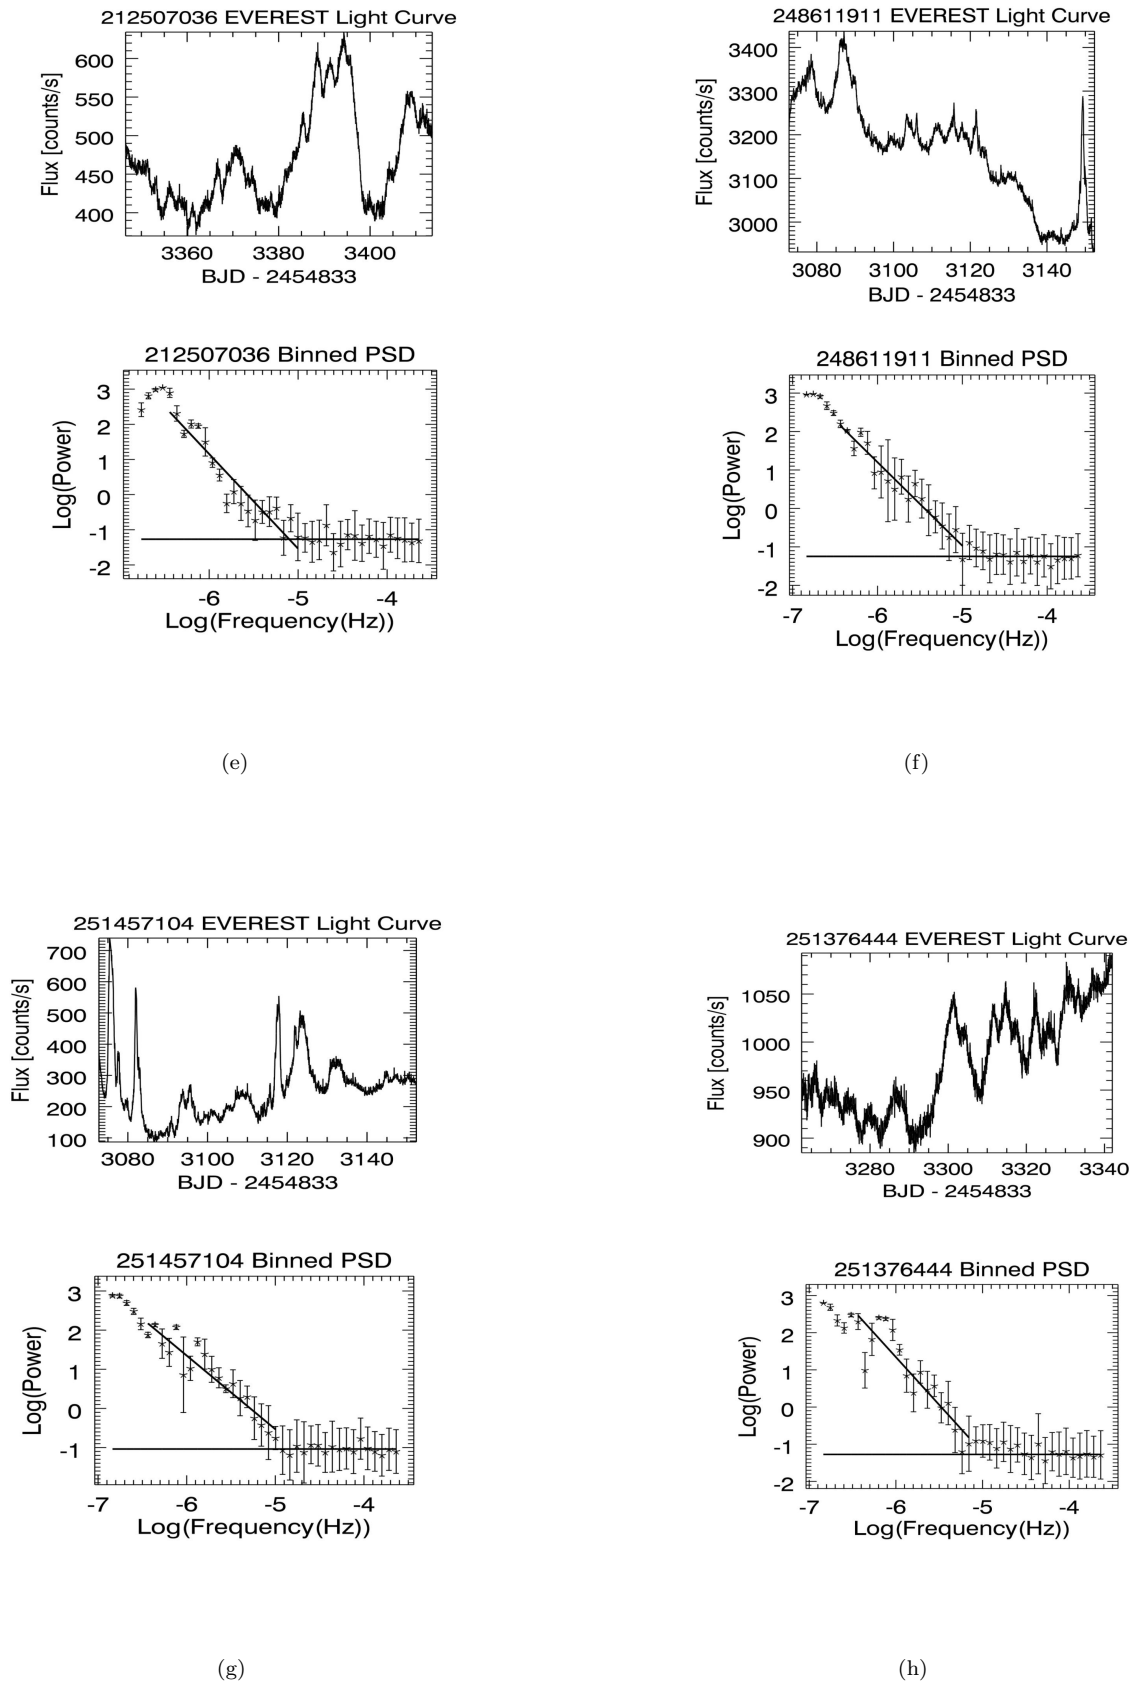 212507036 EVEREST Light Curve
Flux [counts/s]
600
550
500
450
400
3360 3380 3400
BJD - 2454833
212507036 Binned PSD
Log(Power)
3
2
1
0
-1
-2
-6 -5 -4
Log(Frequency(Hz))
(e)
248611911 EVEREST Light Curve
Flux [counts/s]
3400
3300
3200
3100
3000
3080 3100 3120 3140
BJD - 2454833
248611911 Binned PSD
Log(Power)
3
2
1
0
-1
-2
-7 -6 -5 -4
Log(Frequency(Hz))
(f)
251457104 EVEREST Light Curve
Flux [counts/s]
700
600
500
400
300
200
100
3080 3100 3120 3140
BJD - 2454833
251457104 Binned PSD
Log(Power)
3
2
1
0
-1
-7 -6 -5 -4
Log(Frequency(Hz))
(g)
251376444 EVEREST Light Curve
Flux [counts/s]
1050
1000
950
900
3280 3300 3320 3340
BJD - 2454833
251376444 Binned PSD
Log(Power)
3
2
1
0
-1
-2
-7 -6 -5 -4
Log(Frequency(Hz))
(h)